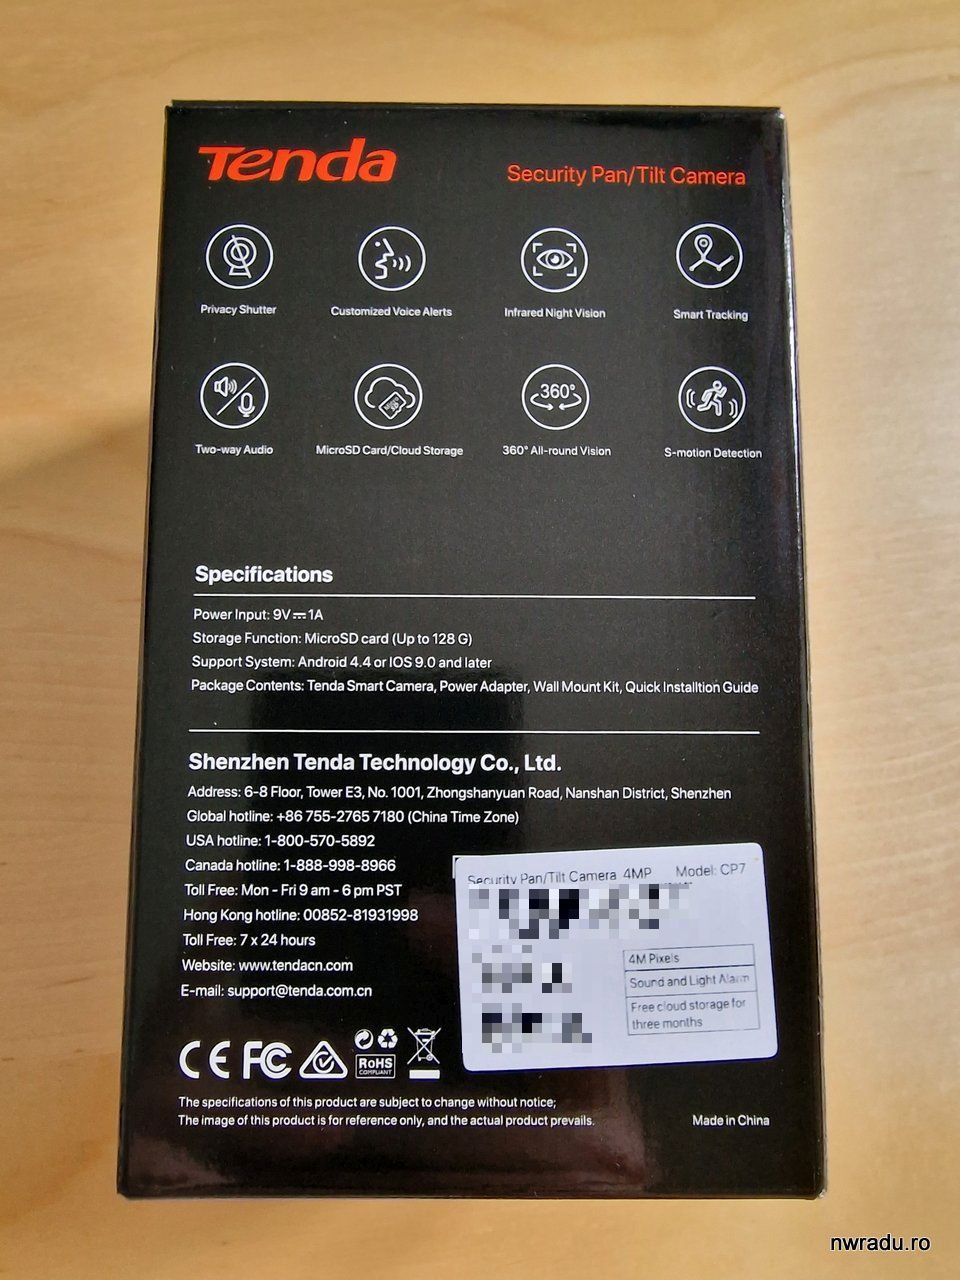 Tenda
Security Pan/Tilt Camera
Privacy Shutter
Customized Voice Alerts
Infrared Night Vision
Smart Tracking
360°
Two-way Audio
MicroSD Card/Cloud Storage
360° All-round Vision
S-motion Detection
Specifications
Power Input: 9V⎓1A
Storage Function: MicroSD card (Up to 128 G)
Support System: Android 4.4 or IOS 9.0 and later
Package Contents: Tenda Smart Camera, Power Adapter, Wall Mount Kit, Quick Installtion Guide
Shenzhen Tenda Technology Co., Ltd.
Address: 6-8 Floor, Tower E3, No. 1001, Zhongshanyuan Road, Nanshan District, Shenzhen
Global hotline: +86 755-2765 7180 (China Time Zone)
USA hotline: 1-800-570-5892
Canada hotline: 1-888-998-8966
Toll Free: Mon - Fri 9 am - 6 pm PST
Hong Kong hotline: 00852-81931998
Toll Free: 7 x 24 hours
Website: www.tendacn.com
E-mail: support@tenda.com.cn
Security Pan/Tilt Camera 4MP Model: CP7
4M Pixels
Sound and Light Alarm
Free cloud storage for
three months
CE FC
RoHS
COMPLIANT
The specifications of this product are subject to change without notice;
The image of this product is for reference only, and the actual product prevails.
Made in China
nwradu.ro